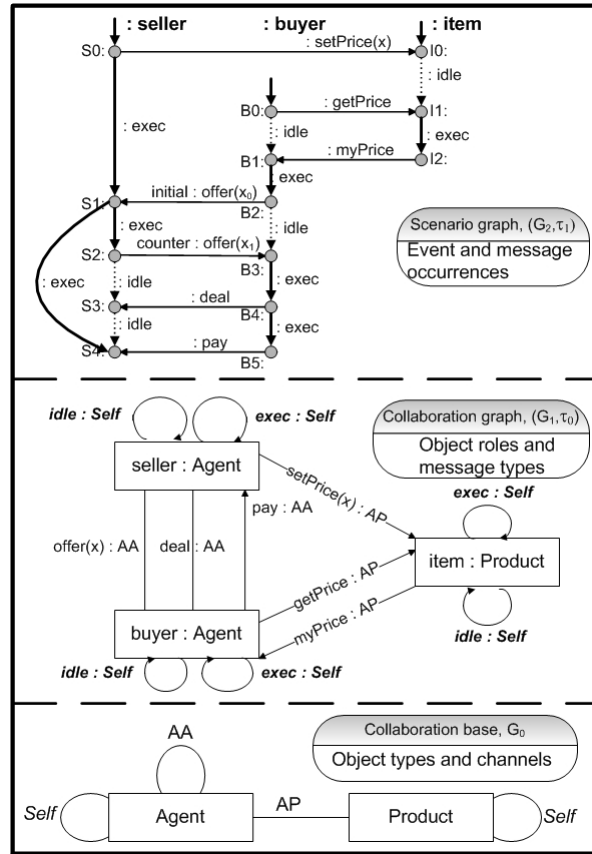 : seller : buyer : item
S0: : setPrice(x) I0:
: idle
B0: : getPrice I1:
: exec : idle : exec
B1: : myPrice I2:
: exec
S1: initial : offer(x₀) B2:
: exec : idle
S2: counter : offer(x₁) B3:
: exec : idle : exec
S3: : deal B4:
: idle : exec
S4: : pay B5:
Scenario graph, (G₂,τ₁)
Event and message
occurrences
Collaboration graph, (G₁,τ₀)
Object roles and
message types
idle : Self exec : Self
seller : Agent
setPrice(x) : AP
exec : Self
pay : AA
offer(x) : AA deal : AA
item : Product
getPrice : AP
myPrice : AP
buyer : Agent
idle : Self
idle : Self exec : Self
Collaboration base, G₀
Object types and channels
AA
Self Agent AP Product Self